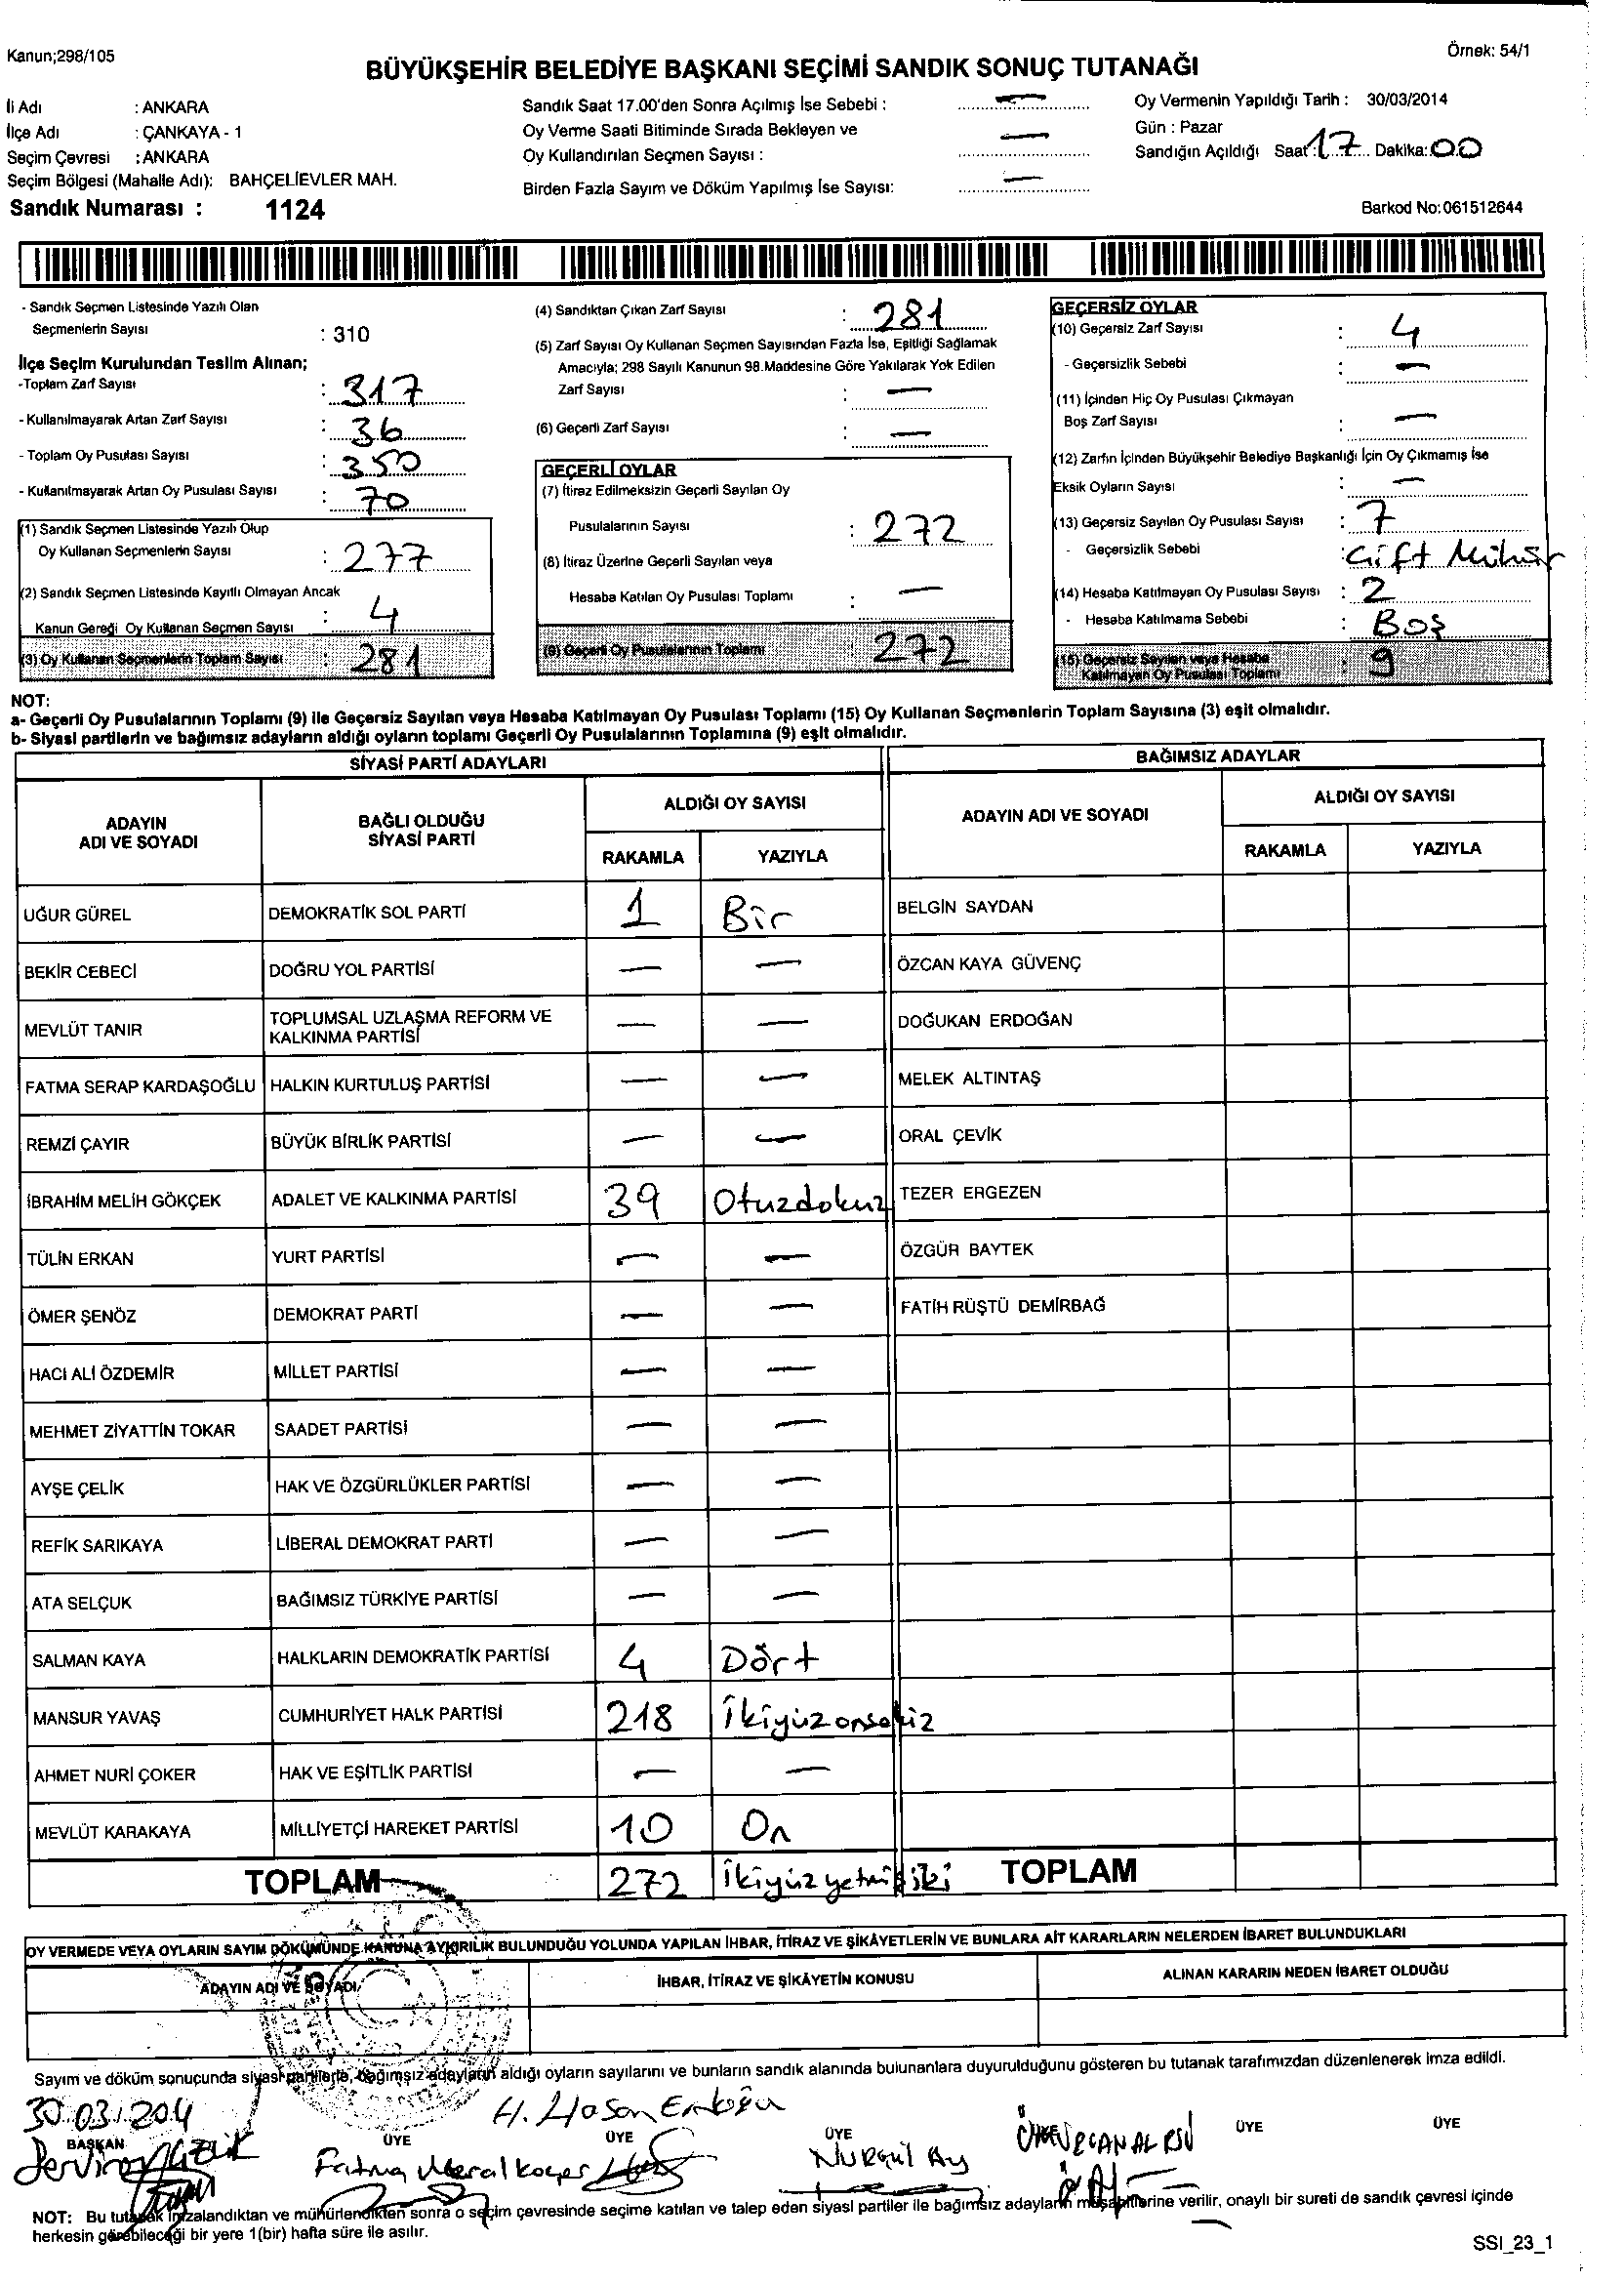 Kanun;298/105
Örnek: 54/1
BÜYÜKŞEHİR BELEDİYE BAŞKANI SEÇİMİ SANDIK SONUÇ TUTANAĞI
İli Adı : ANKARA
İlçe Adı : ÇANKAYA - 1
Seçim Çevresi : ANKARA
Seçim Bölgesi (Mahalle Adı): BAHÇELİEVLER MAH.
Sandık Numarası : 1124
Sandık Saat 17.00'den Sonra Açılmış İse Sebebi : —
Oy Verme Saati Bitiminde Sırada Bekleyen ve
Oy Kullandırılan Seçmen Sayısı : —
Birden Fazla Sayım ve Döküm Yapılmış İse Sayısı: —
Oy Vermenin Yapıldığı Tarih : 30/03/2014
Gün : Pazar
Sandığın Açıldığı Saat : 17 Dakika: 00
Barkod No:061512644
- Sandık Seçmen Listesinde Yazılı Olan
Seçmenlerin Sayısı : 310
İlçe Seçim Kurulundan Teslim Alınan;
-Toplam Zarf Sayısı : 317
- Kullanılmayarak Artan Zarf Sayısı : 36
- Toplam Oy Pusulası Sayısı : 350
- Kullanılmayarak Artan Oy Pusulası Sayısı : 70
(1) Sandık Seçmen Listesinde Yazılı Olup
Oy Kullanan Seçmenlerin Sayısı : 277
(2) Sandık Seçmen Listesinde Kayıtlı Olmayan Ancak
Kanun Gereği Oy Kullanan Seçmen Sayısı : 4
(3) Oy Kullanan Seçmenlerin Toplam Sayısı : 281
(4) Sandıktan Çıkan Zarf Sayısı : 281
(5) Zarf Sayısı Oy Kullanan Seçmen Sayısından Fazla İse, Eşitliği Sağlamak
Amacıyla; 298 Sayılı Kanunun 98.Maddesine Göre Yakılarak Yok Edilen
Zarf Sayısı : —
(6) Geçerli Zarf Sayısı : —
GEÇERLİ OYLAR
(7) İtiraz Edilmeksizin Geçerli Sayılan Oy
Pusulalarının Sayısı : 272
(8) İtiraz Üzerine Geçerli Sayılan veya
Hesaba Katılan Oy Pusulası Toplamı : —
(9) Geçerli Oy Pusulalarının Toplamı : 272
GEÇERSİZ OYLAR
(10) Geçersiz Zarf Sayısı : 4
- Geçersizlik Sebebi : —
(11) İçinden Hiç Oy Pusulası Çıkmayan
Boş Zarf Sayısı : —
(12) Zarfın İçinden Büyükşehir Belediye Başkanlığı İçin Oy Çıkmamış İse
Eksik Oyların Sayısı : —
(13) Geçersiz Sayılan Oy Pusulası Sayısı : 7
- Geçersizlik Sebebi : Çift Mühür
(14) Hesaba Katılmayan Oy Pusulası Sayısı : 2
- Hesaba Katılmama Sebebi : BOŞ
(15) Geçersiz Sayılan veya Hesaba
Katılmayan Oy Pusulası Toplamı : 9
NOT:
a- Geçerli Oy Pusulalarının Toplamı (9) ile Geçersiz Sayılan veya Hesaba Katılmayan Oy Pusulası Toplamı (15) Oy Kullanan Seçmenlerin Toplam Sayısına (3) eşit olmalıdır.
b- Siyasi partilerin ve bağımsız adayların aldığı oyların toplamı Geçerli Oy Pusulalarının Toplamına (9) eşit olmalıdır.
SİYASİ PARTİ ADAYLARI
ADAYIN
ADI VE SOYADI
BAĞLI OLDUĞU
SİYASİ PARTİ
ALDIĞI OY SAYISI
RAKAMLA YAZIYLA
UĞUR GÜREL DEMOKRATİK SOL PARTİ 1 Bir
BEKİR CEBECİ DOĞRU YOL PARTİSİ — —
MEVLÜT TANIR TOPLUMSAL UZLAŞMA REFORM VE
KALKINMA PARTİSİ — —
FATMA SERAP KARDAŞOĞLU HALKIN KURTULUŞ PARTİSİ — —
REMZİ ÇAYIR BÜYÜK BİRLİK PARTİSİ — —
İBRAHİM MELİH GÖKÇEK ADALET VE KALKINMA PARTİSİ 39 Otuzdokuz
TÜLİN ERKAN YURT PARTİSİ — —
ÖMER ŞENÖZ DEMOKRAT PARTİ — —
HACI ALİ ÖZDEMİR MİLLET PARTİSİ — —
MEHMET ZİYATTİN TOKAR SAADET PARTİSİ — —
AYŞE ÇELİK HAK VE ÖZGÜRLÜKLER PARTİSİ — —
REFİK SARIKAYA LİBERAL DEMOKRAT PARTİ — —
ATA SELÇUK BAĞIMSIZ TÜRKİYE PARTİSİ — —
SALMAN KAYA HALKLARIN DEMOKRATİK PARTİSİ 4 Dört
MANSUR YAVAŞ CUMHURİYET HALK PARTİSİ 218 İkiyüzonsekiz
AHMET NURİ ÇOKER HAK VE EŞİTLİK PARTİSİ — —
MEVLÜT KARAKAYA MİLLİYETÇİ HAREKET PARTİSİ 10 On
TOPLAM 272 İkiyüzyetmişiki
BAĞIMSIZ ADAYLAR
ADAYIN ADI VE SOYADI
ALDIĞI OY SAYISI
RAKAMLA YAZIYLA
BELGİN SAYDAN
ÖZCAN KAYA GÜVENÇ
DOĞUKAN ERDOĞAN
MELEK ALTINTAŞ
ORAL ÇEVİK
TEZER ERGEZEN
ÖZGÜR BAYTEK
FATİH RÜŞTÜ DEMİRBAĞ
TOPLAM
OY VERMEDE VEYA OYLARIN SAYIM DÖKÜMÜNDE KANUNA AYKIRILIK BULUNDUĞU YOLUNDA YAPILAN İHBAR, İTİRAZ VE ŞİKÂYETLERİN VE BUNLARA AİT KARARLARIN NELERDEN İBARET BULUNDUKLARI
ADAYIN ADI VE SOYADI İHBAR, İTİRAZ VE ŞİKÂYETİN KONUSU ALINAN KARARIN NEDEN İBARET OLDUĞU
Sayım ve döküm sonucunda siyasi partilerle, bağımsız adayların aldığı oyların sayılarını ve bunların sandık alanında bulunanlara duyurulduğunu gösteren bu tutanak tarafımızdan düzenlenerek imza edildi.
30.03.2014
H. Hasan
BAŞKAN ÜYE ÜYE ÜYE ÜYE ÜYE
Fatma Meral
NURGÜL Ay
NOT: Bu tutanak imzalandıktan ve mühürlendikten sonra o seçim çevresinde seçime katılan ve talep eden siyasi partiler ile bağımsız adayların müşahitlerine verilir, onaylı bir sureti de sandık çevresi içinde
herkesin görebileceği bir yere 1(bir) hafta süre ile asılır.
SSI_23_1